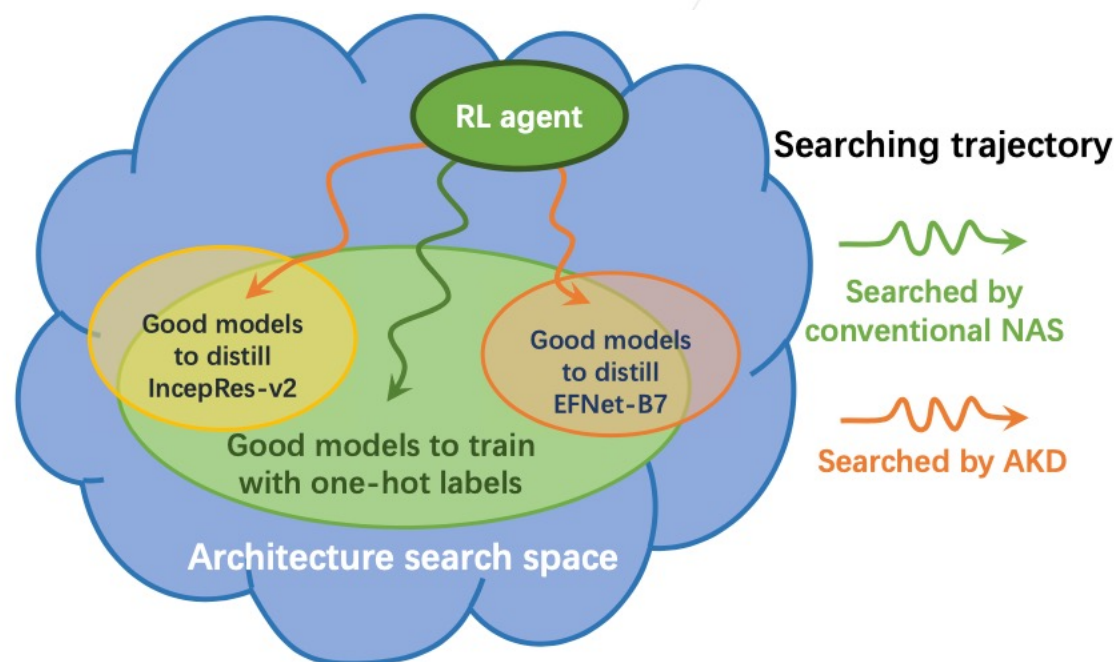 RL agent
Searching trajectory
Searched by
conventional NAS
Searched by AKD
Good models
to distill
IncepRes-v2
Good models
to distill
EFNet-B7
Good models to train
with one-hot labels
Architecture search space